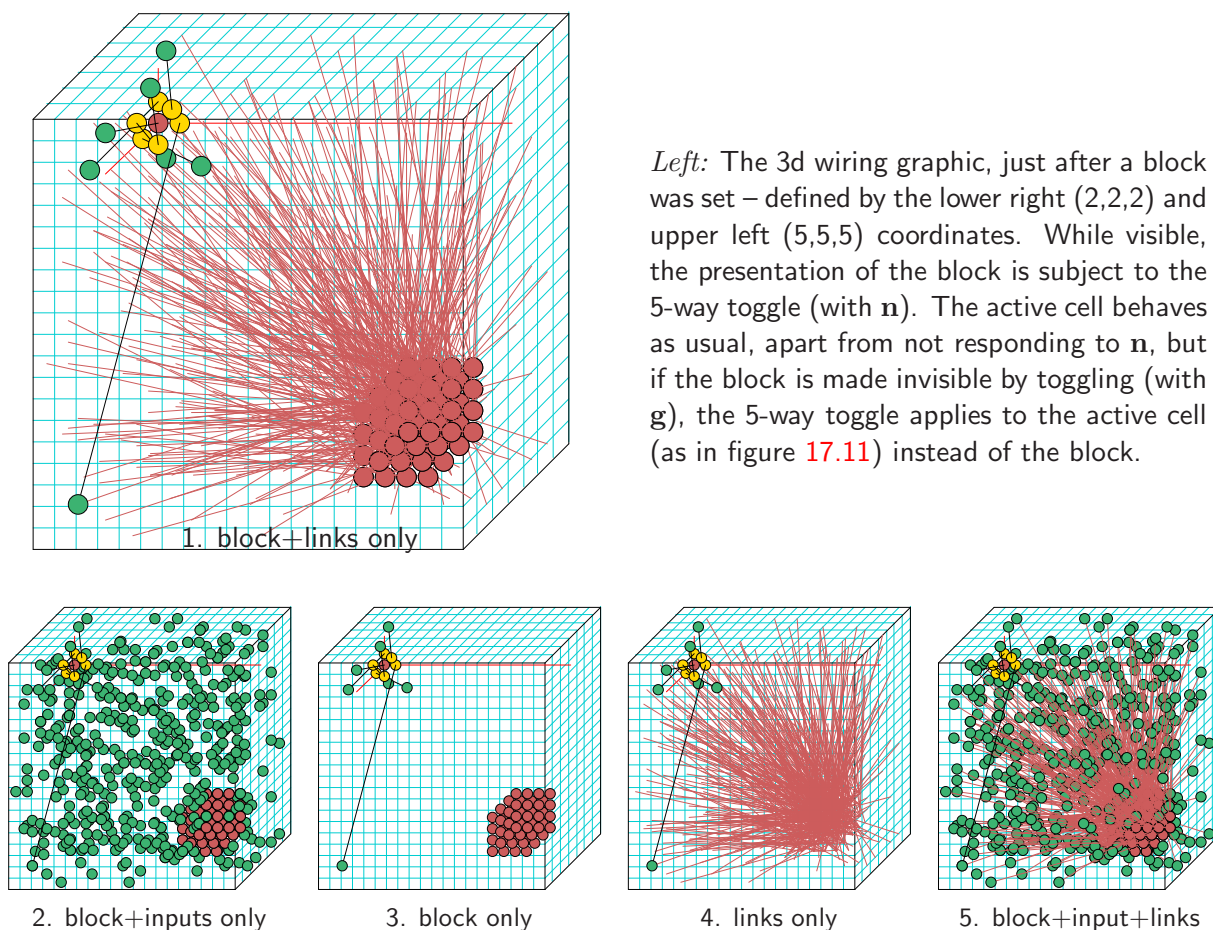 Left: The 3d wiring graphic, just after a block
was set – defined by the lower right (2,2,2) and
upper left (5,5,5) coordinates. While visible,
the presentation of the block is subject to the
5-way toggle (with n). The active cell behaves
as usual, apart from not responding to n, but
if the block is made invisible by toggling (with
g), the 5-way toggle applies to the active cell
(as in figure 17.11) instead of the block.
1. block+links only
2. block+inputs only
3. block only
4. links only
5. block+input+links